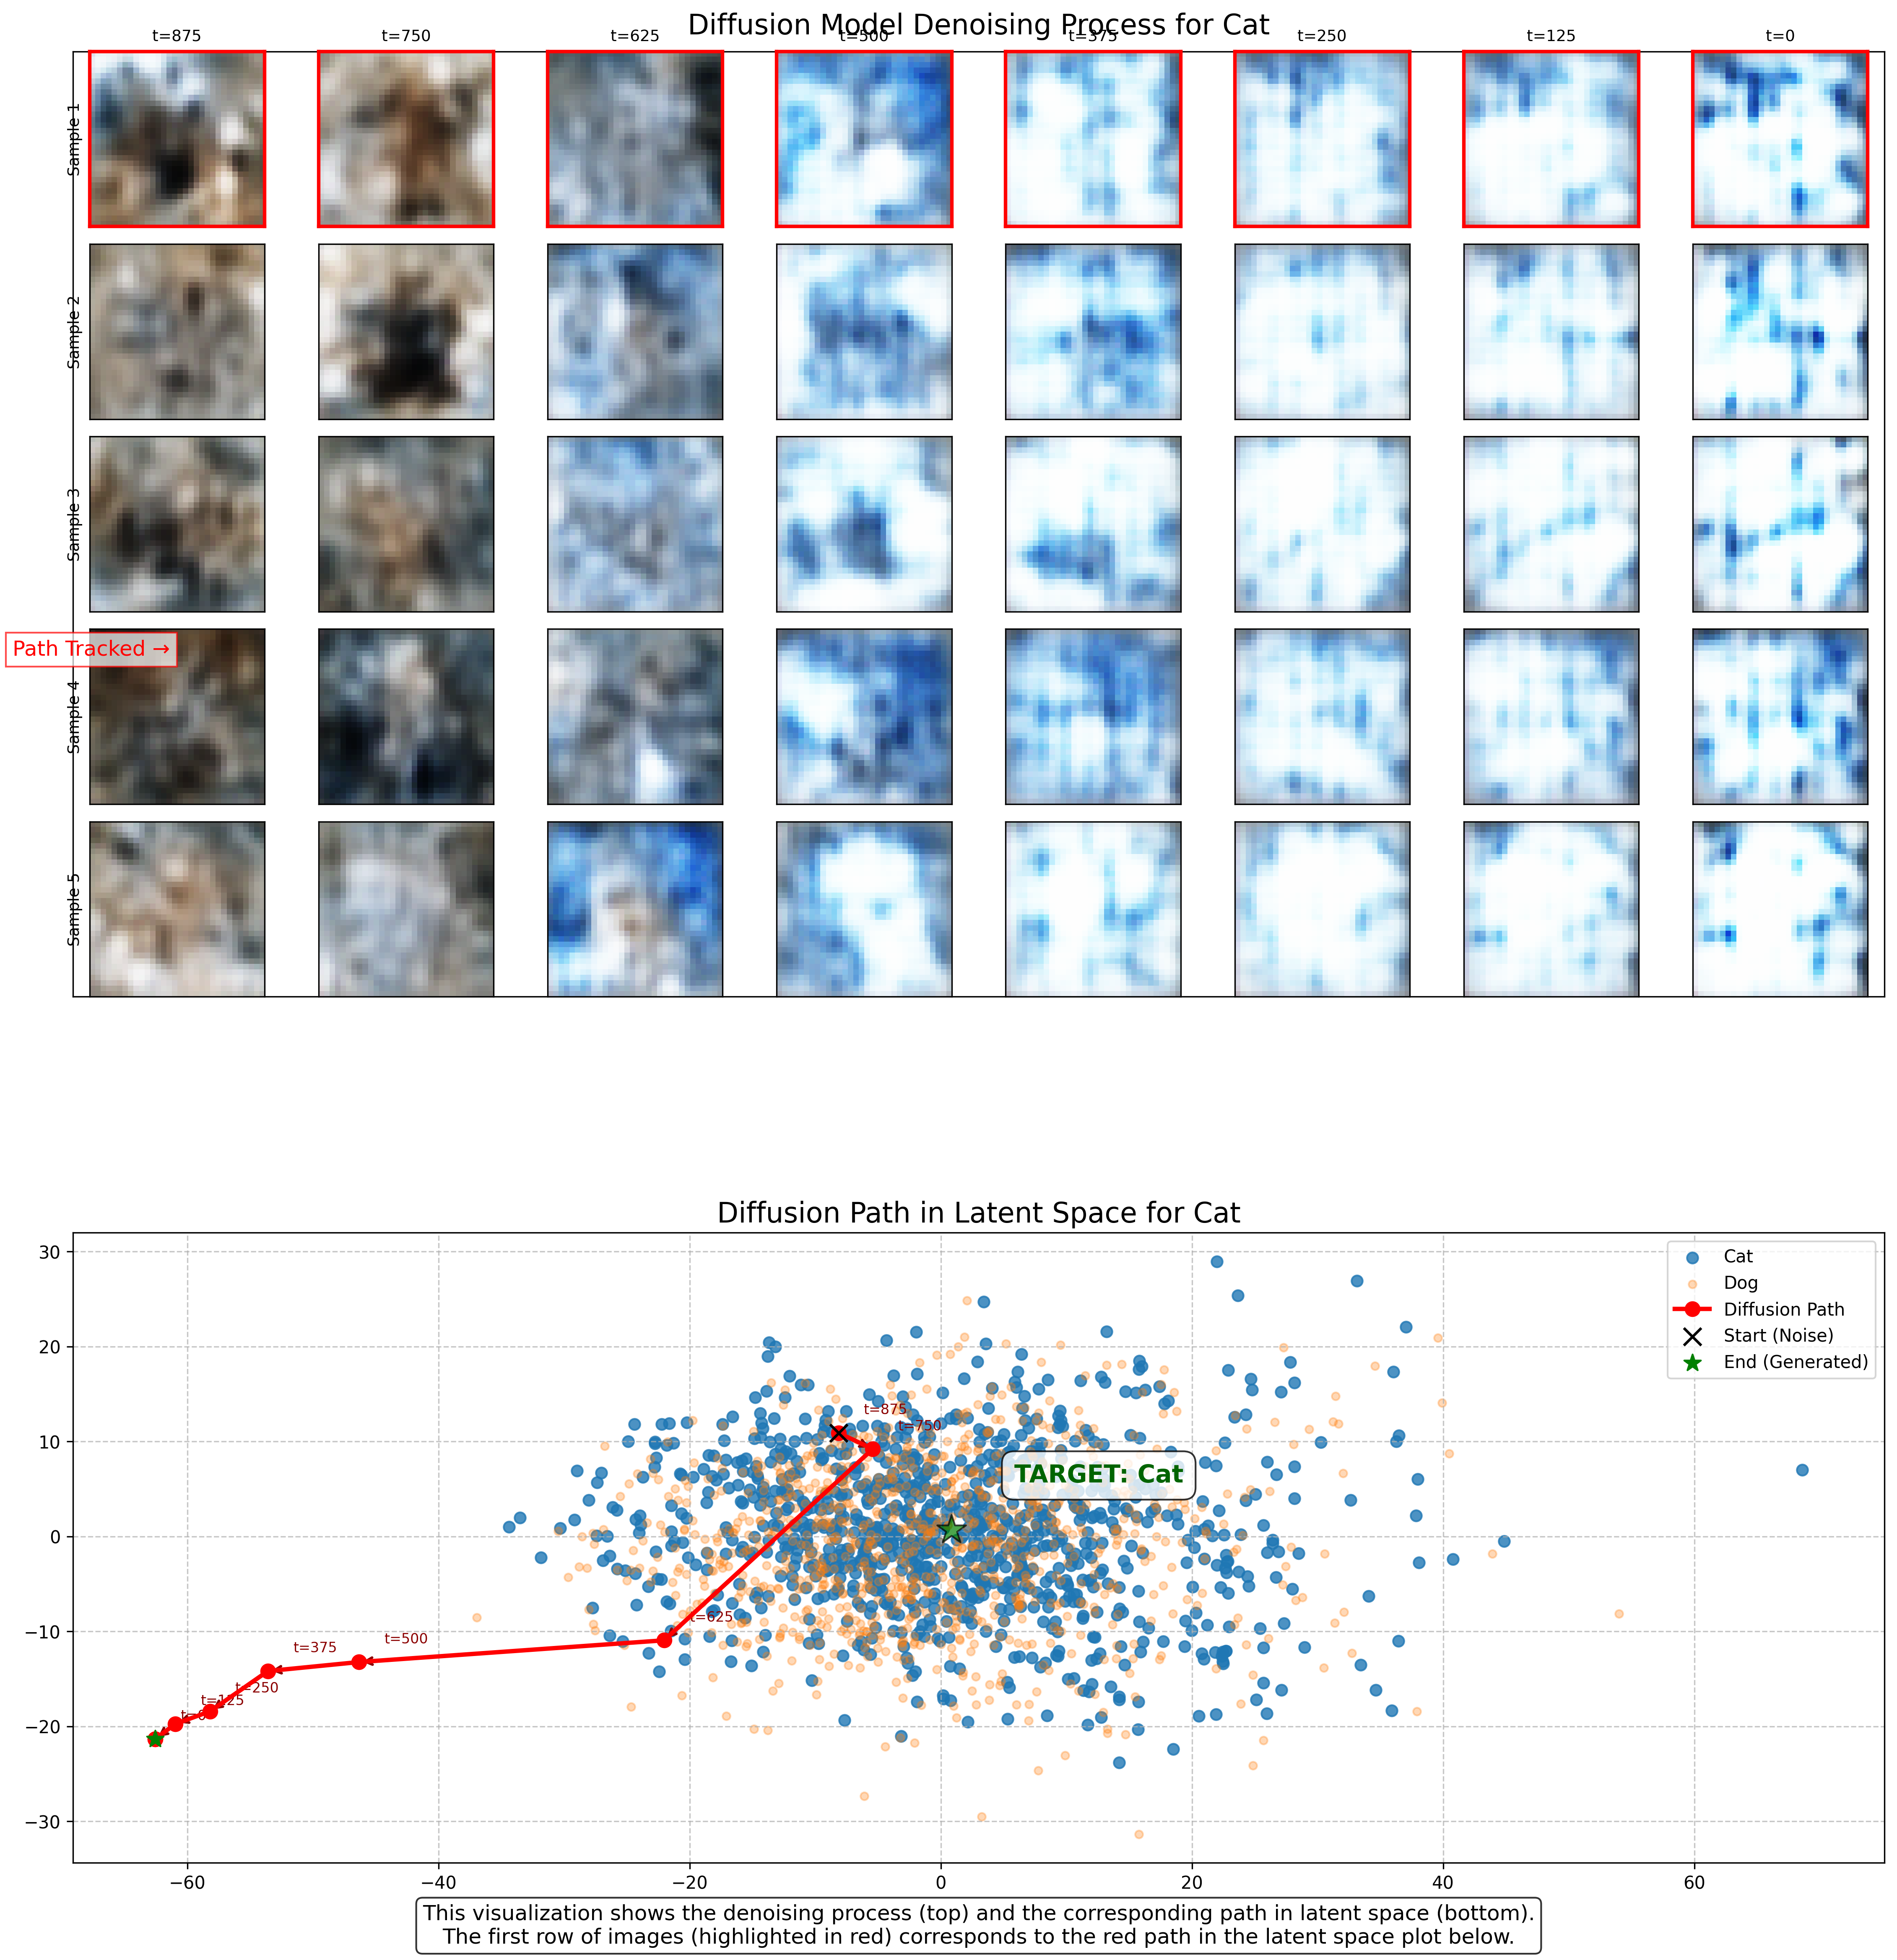 Diffusion Model Denoising Process for Cat
t=875
t=750
t=625
t=500
t=375
t=250
t=125
t=0
Sample 1
Sample 2
Sample 3
Path Tracked →
Sample 4
Sample 5
Diffusion Path in Latent Space for Cat
30
20
10
0
−10
−20
−30
Cat
Dog
Diffusion Path
Start (Noise)
End (Generated)
t=875
t=750
TARGET: Cat
t=625
t=500
t=375
t=250
t=125
t=0
−60
−40
−20
0
20
40
60
This visualization shows the denoising process (top) and the corresponding path in latent space (bottom).
The first row of images (highlighted in red) corresponds to the red path in the latent space plot below.